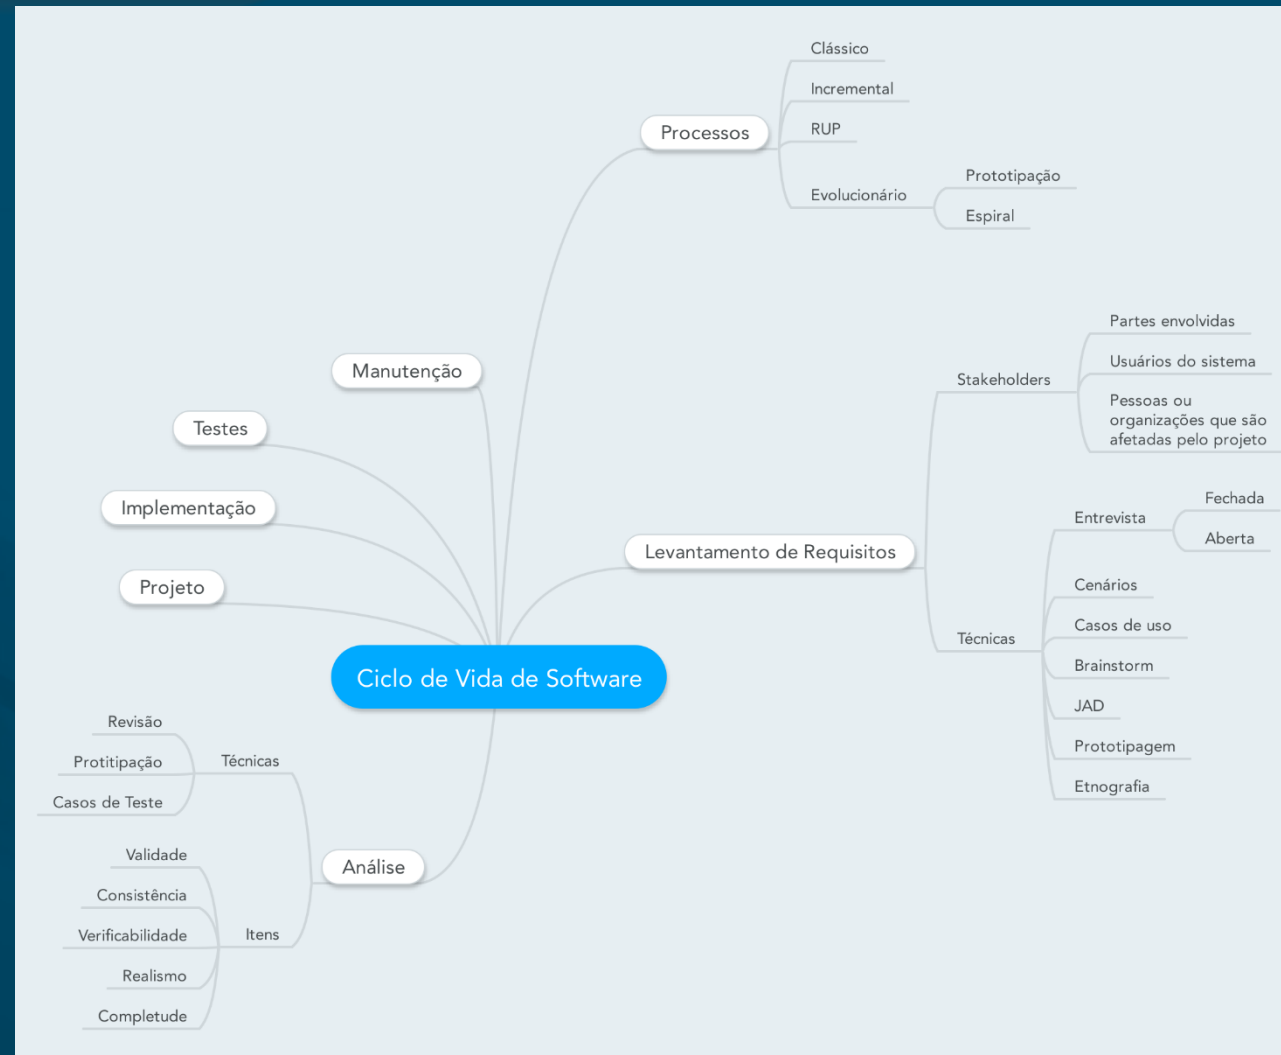 Clássico
Incremental
RUP
Processos
Evolucionário
Prototipação
Espiral
Manutenção
Testes
Implementação
Projeto
Levantamento de Requisitos
Stakeholders
Partes envolvidas
Usuários do sistema
Pessoas ou
organizações que são
afetadas pelo projeto
Técnicas
Entrevista
Fechada
Aberta
Cenários
Casos de uso
Brainstorm
JAD
Prototipagem
Etnografia
Ciclo de Vida de Software
Análise
Técnicas
Revisão
Protitipação
Casos de Teste
Itens
Validade
Consistência
Verificabilidade
Realismo
Completude